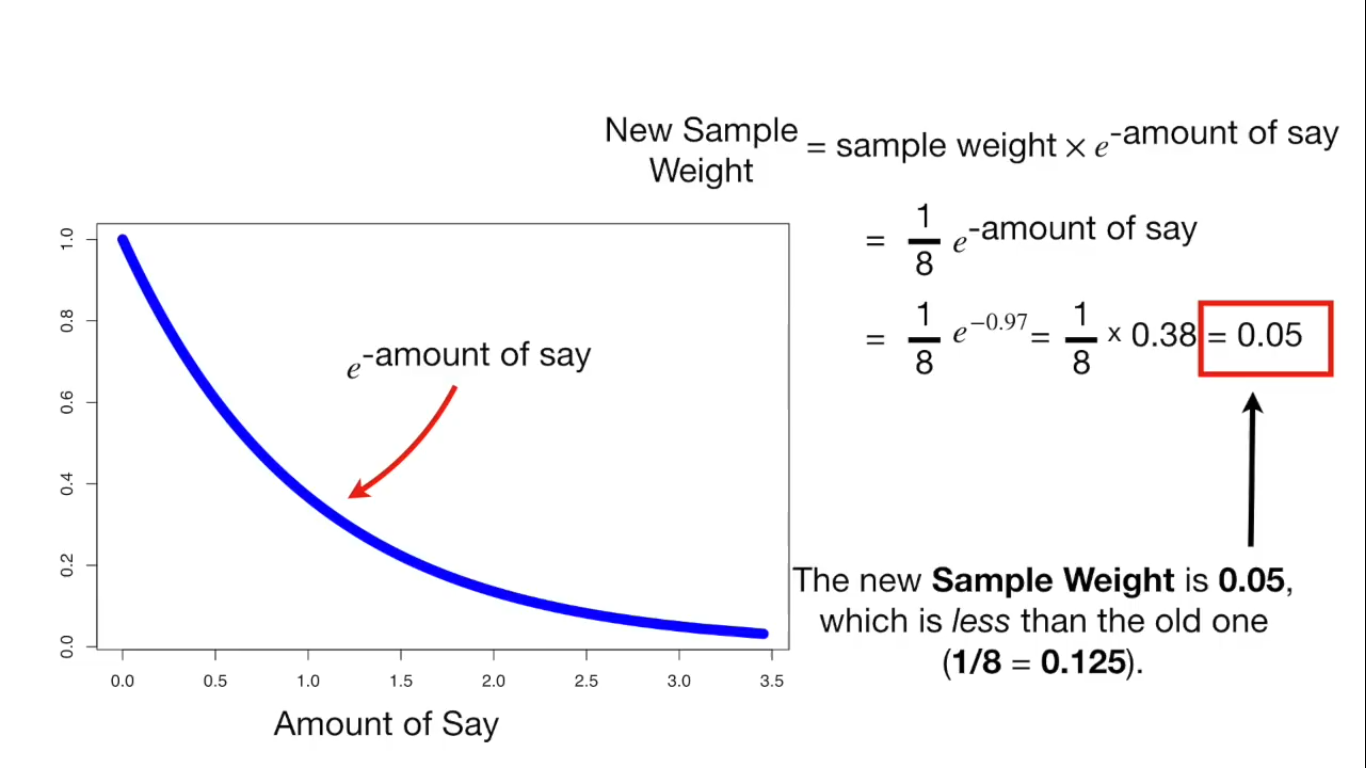 New Sample
Weight
= sample weight × e^-amount of say
= 1/8 e^-amount of say
= 1/8 e^−0.97 = 1/8 x 0.38 = 0.05
e^-amount of say
1.0
0.8
0.6
0.4
0.2
0.0
0.0 0.5 1.0 1.5 2.0 2.5 3.0 3.5
Amount of Say
The new Sample Weight is 0.05,
which is less than the old one
(1/8 = 0.125).